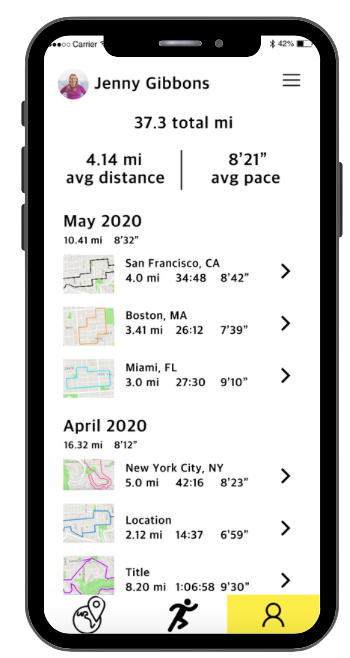 ●●●○○ Carrier
42%
Jenny Gibbons
37.3 total mi
4.14 mi
avg distance
8’21”
avg pace
May 2020
10.41 mi 8’32”
San Francisco, CA
4.0 mi 34:48 8’42”
Boston, MA
3.41 mi 26:12 7’39”
Miami, FL
3.0 mi 27:30 9’10”
April 2020
16.32 mi 8’12”
New York City, NY
5.0 mi 42:16 8’23”
Location
2.12 mi 14:37 6’59”
Title
8.20 mi 1:06:58 9’30”